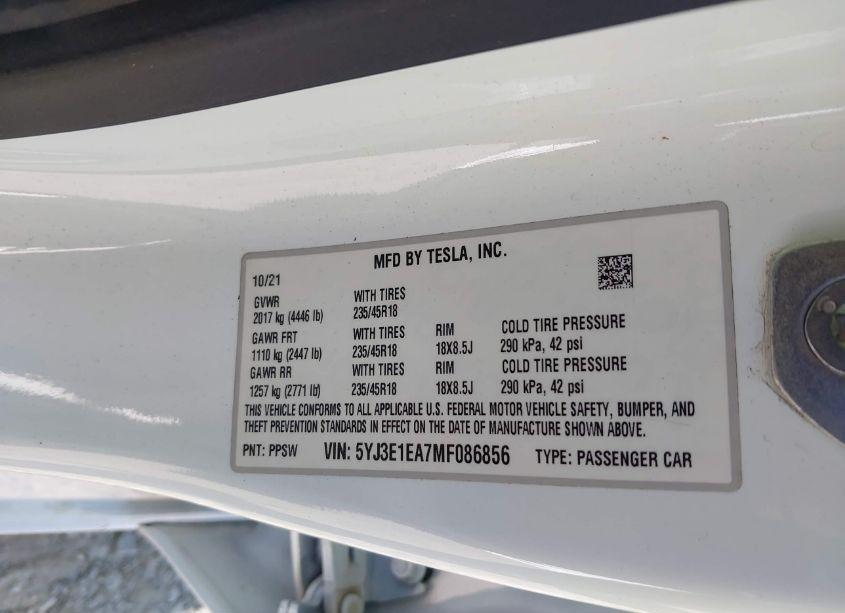 MFD BY TESLA, INC.
10/21
GVWR WITH TIRES
2017 kg (4446 lb) 235/45R18
GAWR FRT WITH TIRES RIM COLD TIRE PRESSURE
1110 kg (2447 lb) 235/45R18 18X8.5J 290 kPa, 42 psi
GAWR RR WITH TIRES RIM COLD TIRE PRESSURE
1257 kg (2771 lb) 235/45R18 18X8.5J 290 kPa, 42 psi
THIS VEHICLE CONFORMS TO ALL APPLICABLE U.S. FEDERAL MOTOR VEHICLE SAFETY, BUMPER, AND
THEFT PREVENTION STANDARDS IN EFFECT ON THE DATE OF MANUFACTURE SHOWN ABOVE.
PNT: PPSW VIN: 5YJ3E1EA7MF086856 TYPE: PASSENGER CAR